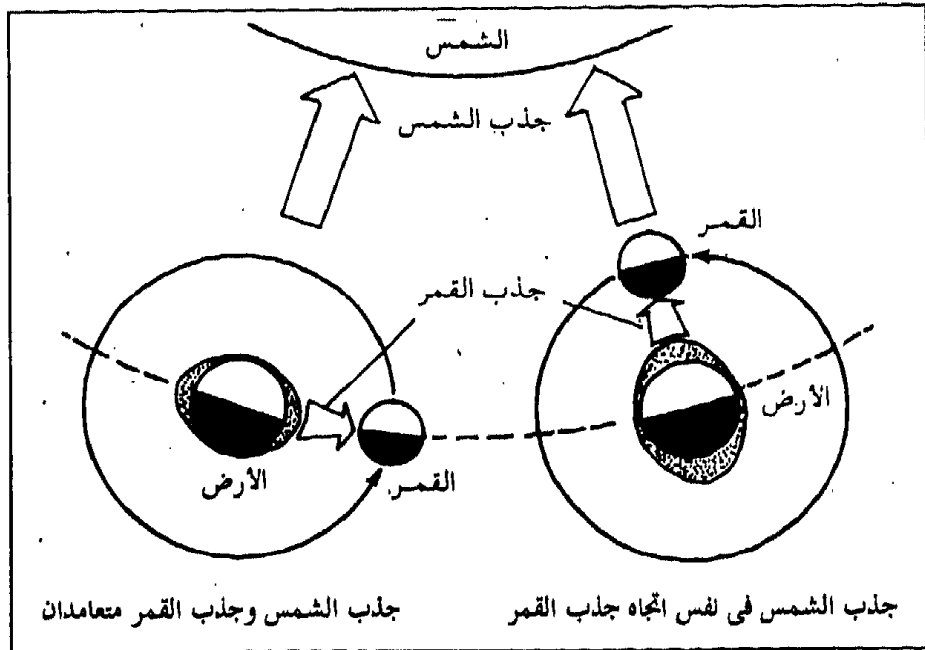 الشمس
جذب الشمس
القمر
جذب القمر
الأرض
القمر
الأرض
جذب الشمس فى نفس اتجاه جذب القمر
جذب الشمس وجذب القمر متعامدان